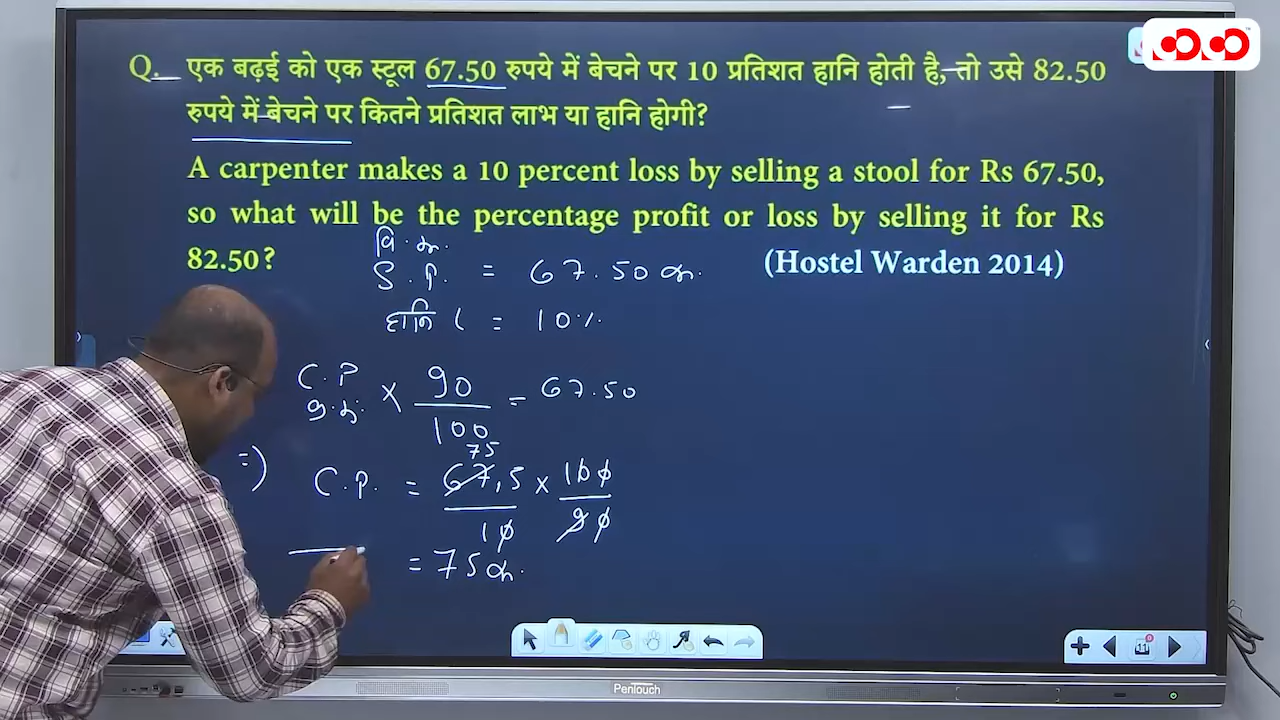 Q. एक बढ़ई को एक स्टूल 67.50 रुपये में बेचने पर 10 प्रतिशत हानि होती है, तो उसे 82.50
रुपये में बेचने पर कितने प्रतिशत लाभ या हानि होगी?
A carpenter makes a 10 percent loss by selling a stool for Rs 67.50,
so what will be the percentage profit or loss by selling it for Rs
82.50?
(Hostel Warden 2014)
वि. मू.
S.P. = 67.50 रु.
हानि = 10%
C.P
क्र. मू. × 90/100 = 67.50
=) C.P. = 67.5/10 × 100/90
75
= 75 रु.
PenTouch